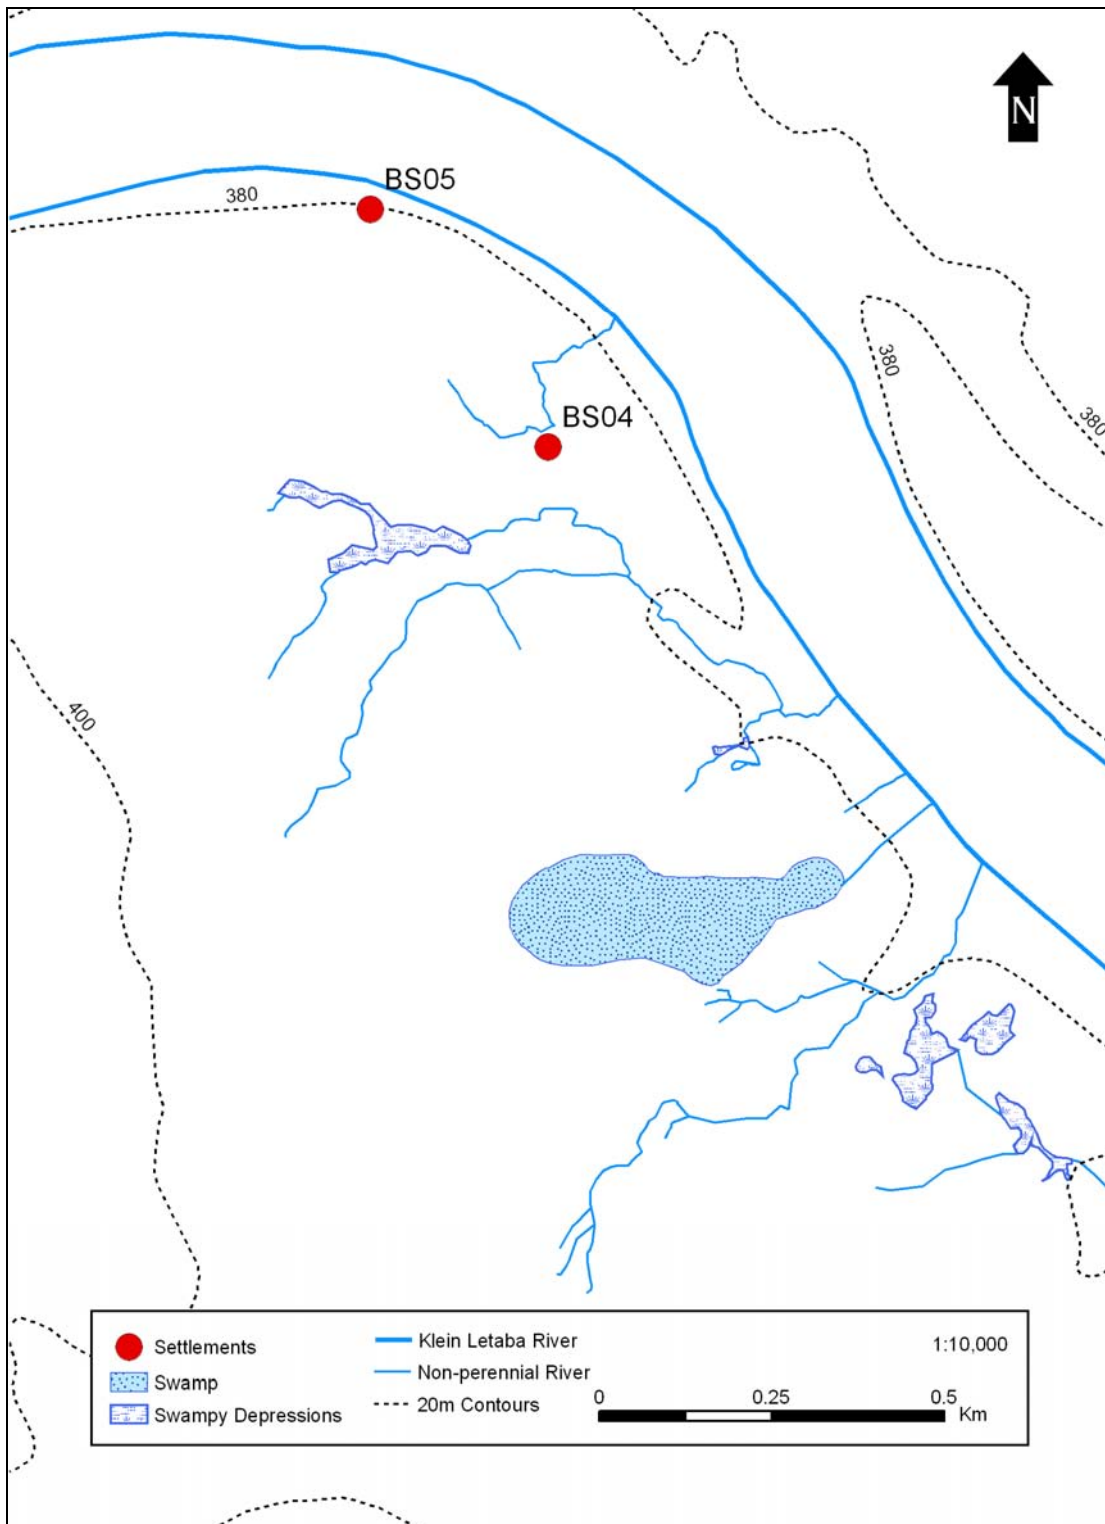 N
BS05
380
380
380
BS04
400
Settlements
Swamp
Swampy Depressions
Klein Letaba River
Non-perennial River
20m Contours
1:10,000
0 0.25 0.5
Km